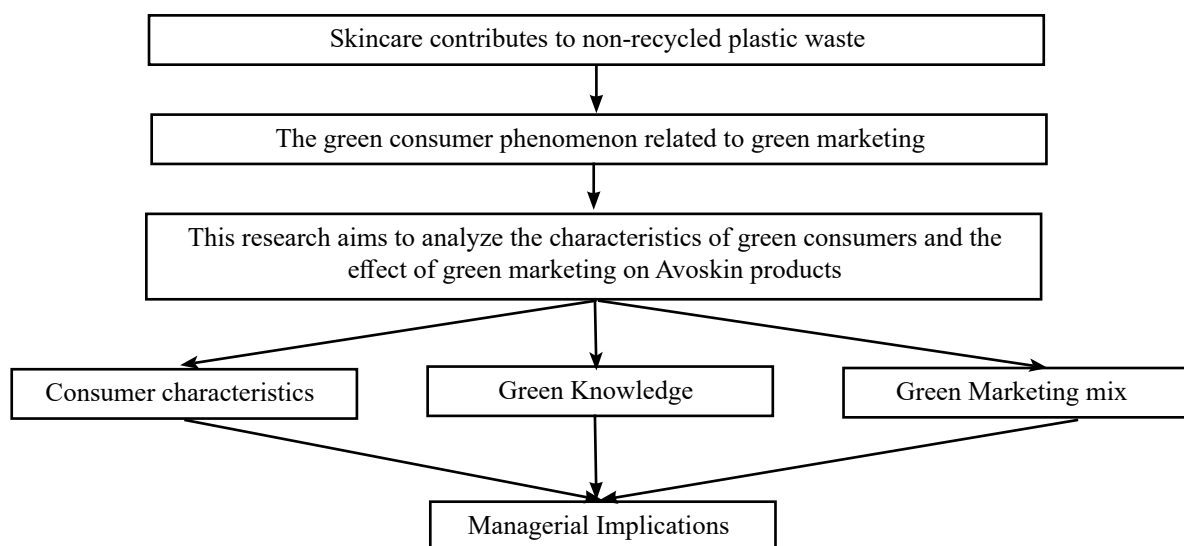 Skincare contributes to non-recycled plastic waste
The green consumer phenomenon related to green marketing
This research aims to analyze the characteristics of green consumers and the
effect of green marketing on Avoskin products
Consumer characteristics
Green Knowledge
Green Marketing mix
Managerial Implications